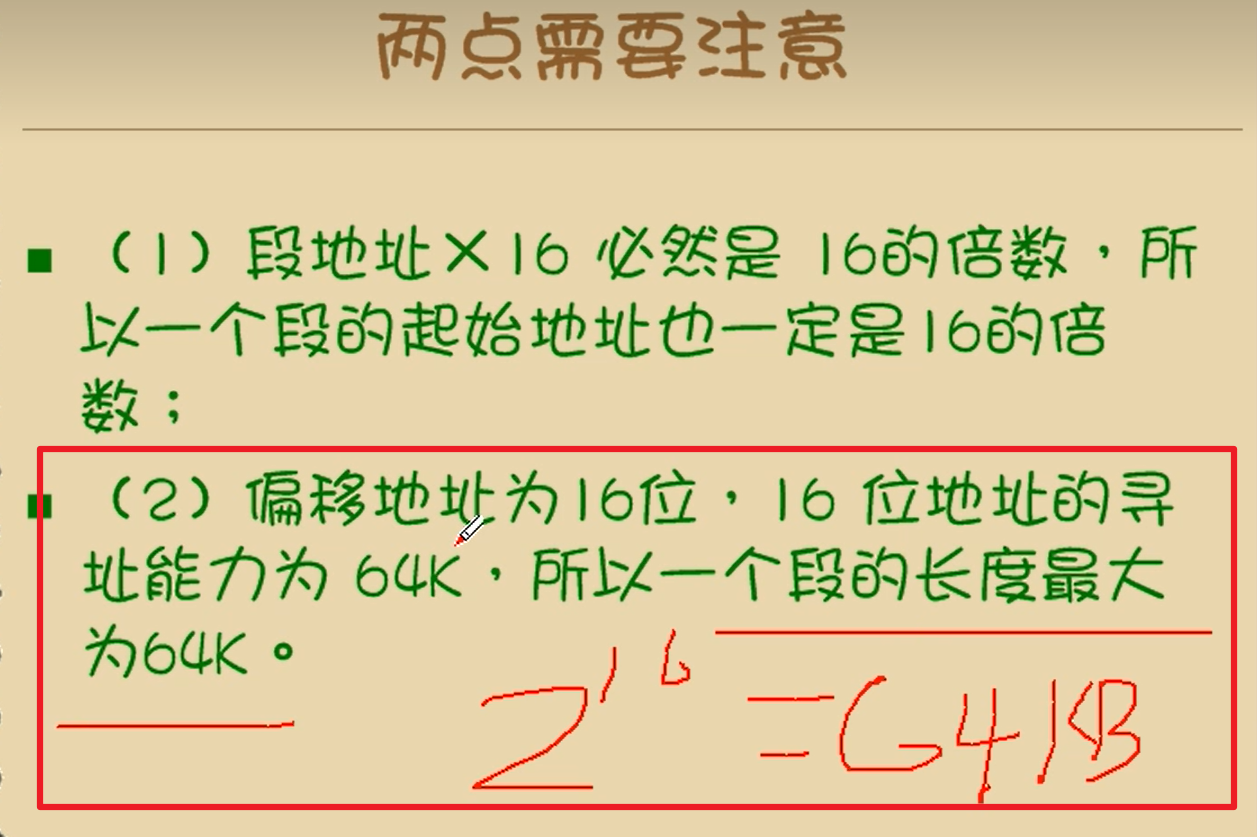 两点需要注意
（1）段地址×16 必然是 16的倍数，所
以一个段的起始地址也一定是16的倍
数；
（2）偏移地址为16位，16 位地址的寻
址能力为 64K，所以一个段的长度最大
为64K。
2^16 =64KB